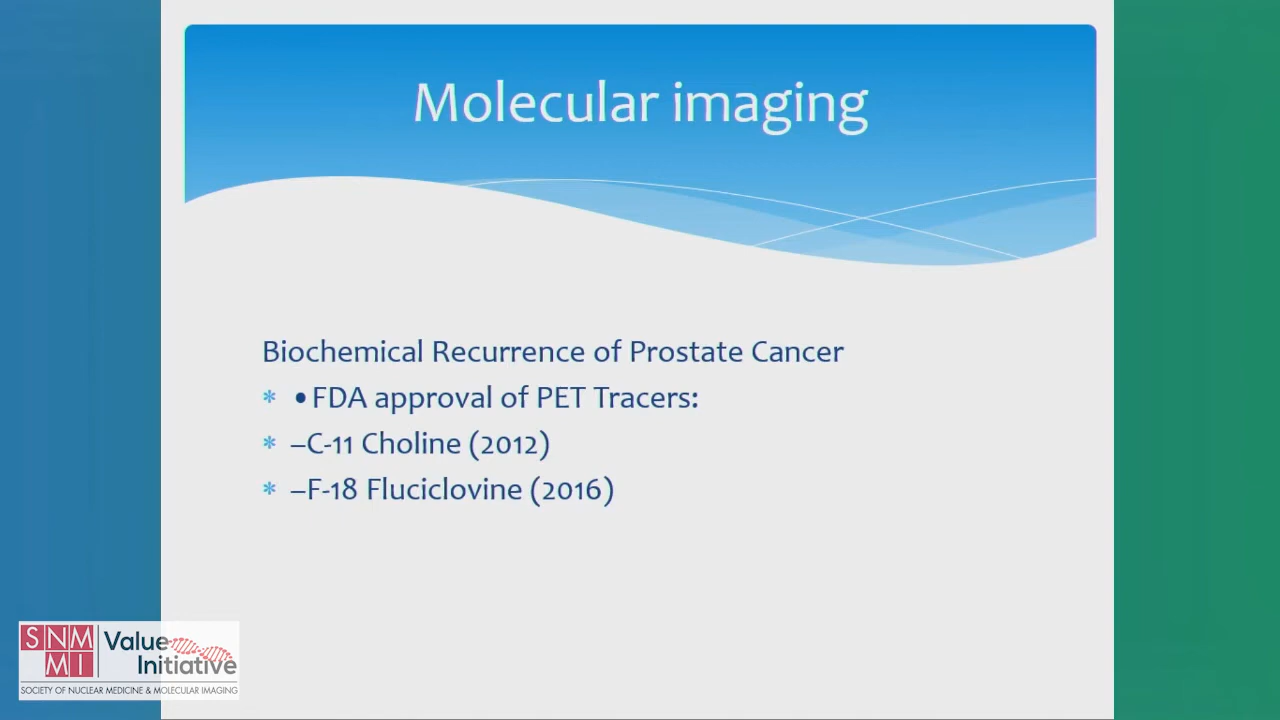 Molecular imaging
Biochemical Recurrence of Prostate Cancer
* •FDA approval of PET Tracers:
* –C-11 Choline (2012)
* –F-18 Fluciclovine (2016)
SNM
MI
Value
Initiative
SOCIETY OF NUCLEAR MEDICINE & MOLECULAR IMAGING